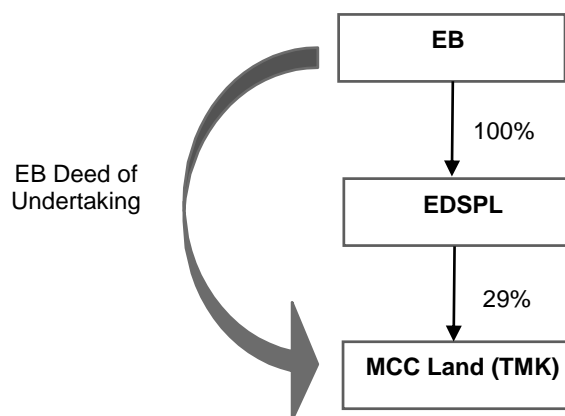 EB
100%
EB Deed of
Undertaking
EDSPL
29%
MCC Land (TMK)